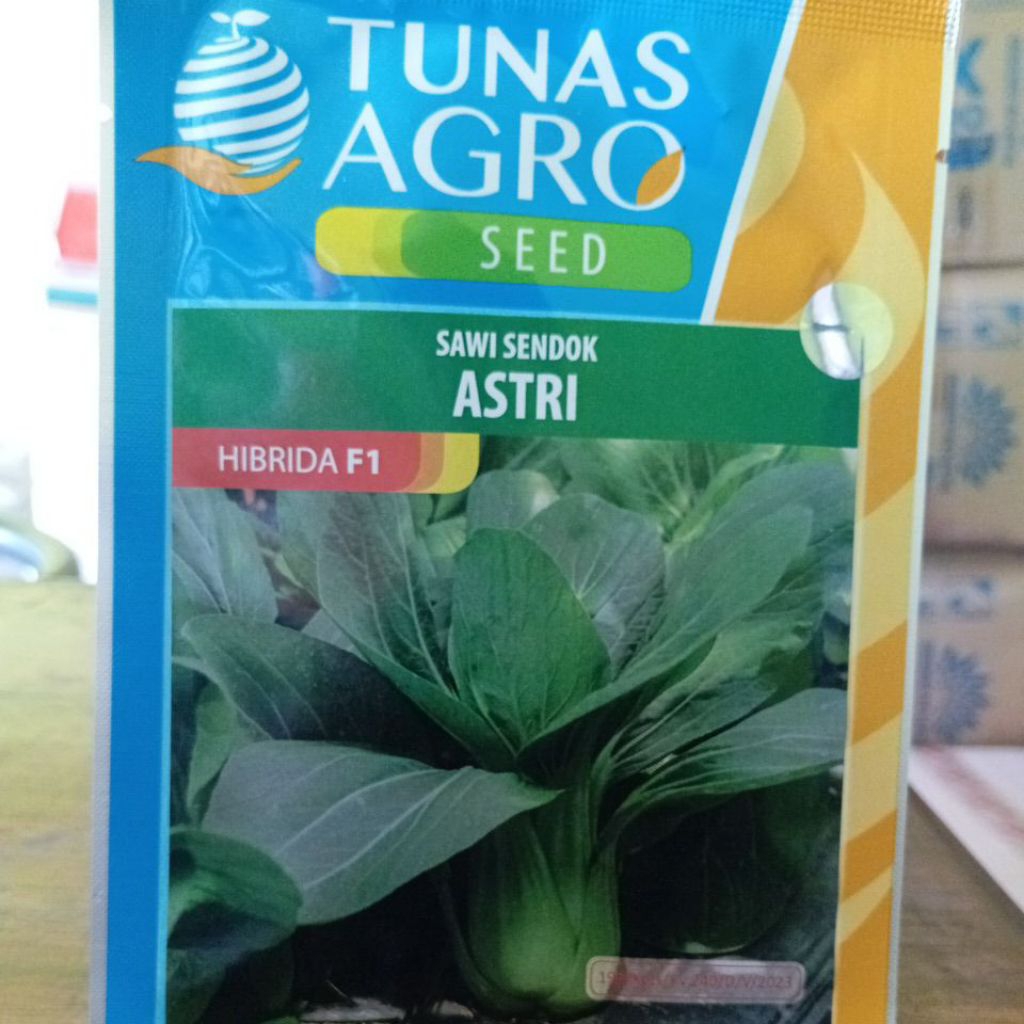 TUNAS
AGRO
SEED
SAWI SENDOK
ASTRI
HIBRIDA F1